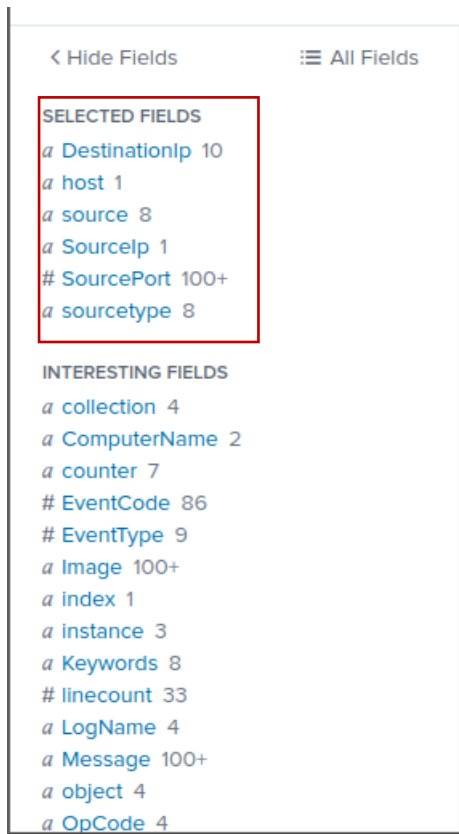 < Hide Fields All Fields
SELECTED FIELDS
a DestinationIp 10
a host 1
a source 8
a SourceIp 1
# SourcePort 100+
a sourcetype 8
INTERESTING FIELDS
a collection 4
a ComputerName 2
a counter 7
# EventCode 86
# EventType 9
a Image 100+
a index 1
a instance 3
a Keywords 8
# linecount 33
a LogName 4
a Message 100+
a object 4
a OpCode 4